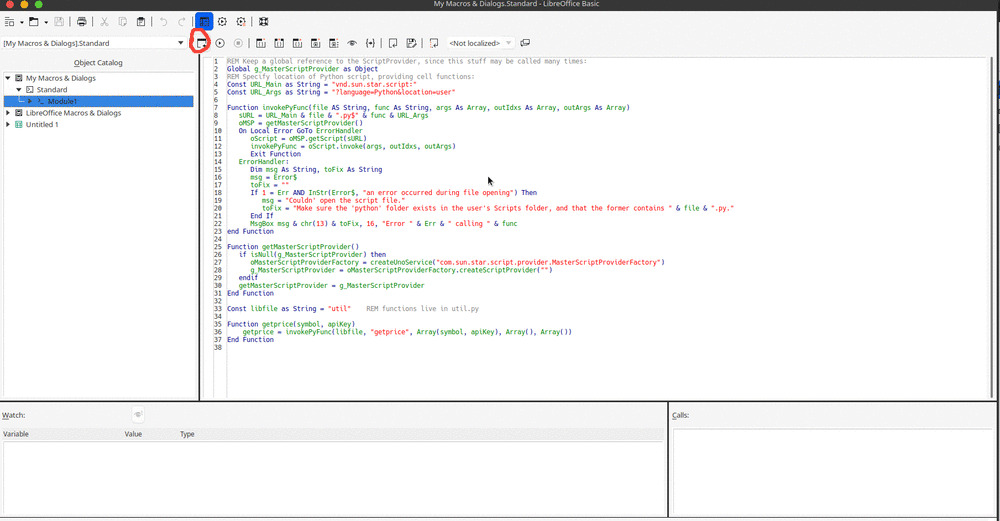 My Macros & Dialogs.Standard - LibreOffice Basic
[My Macros & Dialogs].Standard
<Not localized>
Object Catalog
My Macros & Dialogs
Standard
Module1
LibreOffice Macros & Dialogs
Untitled 1
1 REM Keep a global reference to the ScriptProvider, since this stuff may be called many times:
2 Global g_MasterScriptProvider as Object
3 REM Specify location of Python script, providing cell functions:
4 Const URL_Main as String = "vnd.sun.star.script:"
5 Const URL_Args as String = "?language=Python&location=user"
6
7 Function invokePyFunc(file AS String, func As String, args As Array, outIdxs As Array, outArgs As Array)
8 sURL = URL_Main & file & ".py$" & func & URL_Args
9 oMSP = getMasterScriptProvider()
10 On Local Error GoTo ErrorHandler
11 oScript = oMSP.getScript(sURL)
12 invokePyFunc = oScript.invoke(args, outIdxs, outArgs)
13 Exit Function
14 ErrorHandler:
15 Dim msg As String, toFix As String
16 msg = Error$
17 toFix = ""
18 If 1 = Err AND InStr(Error$, "an error occurred during file opening") Then
19 msg = "Couldn' open the script file."
20 toFix = "Make sure the 'python' folder exists in the user's Scripts folder, and that the former contains " & file & ".py."
21 End If
22 MsgBox msg & chr(13) & toFix, 16, "Error " & Err & " calling " & func
23 end Function
24
25 Function getMasterScriptProvider()
26 if isNull(g_MasterScriptProvider) then
27 oMasterScriptProviderFactory = createUnoService("com.sun.star.script.provider.MasterScriptProviderFactory")
28 g_MasterScriptProvider = oMasterScriptProviderFactory.createScriptProvider("")
29 endif
30 getMasterScriptProvider = g_MasterScriptProvider
31 End Function
32
33 Const libfile as String = "util" REM functions live in util.py
34
35 Function getprice(symbol, apiKey)
36 getprice = invokePyFunc(libfile, "getprice", Array(symbol, apiKey), Array(), Array())
37 End Function
38
Watch:
Calls:
Variable Value Type